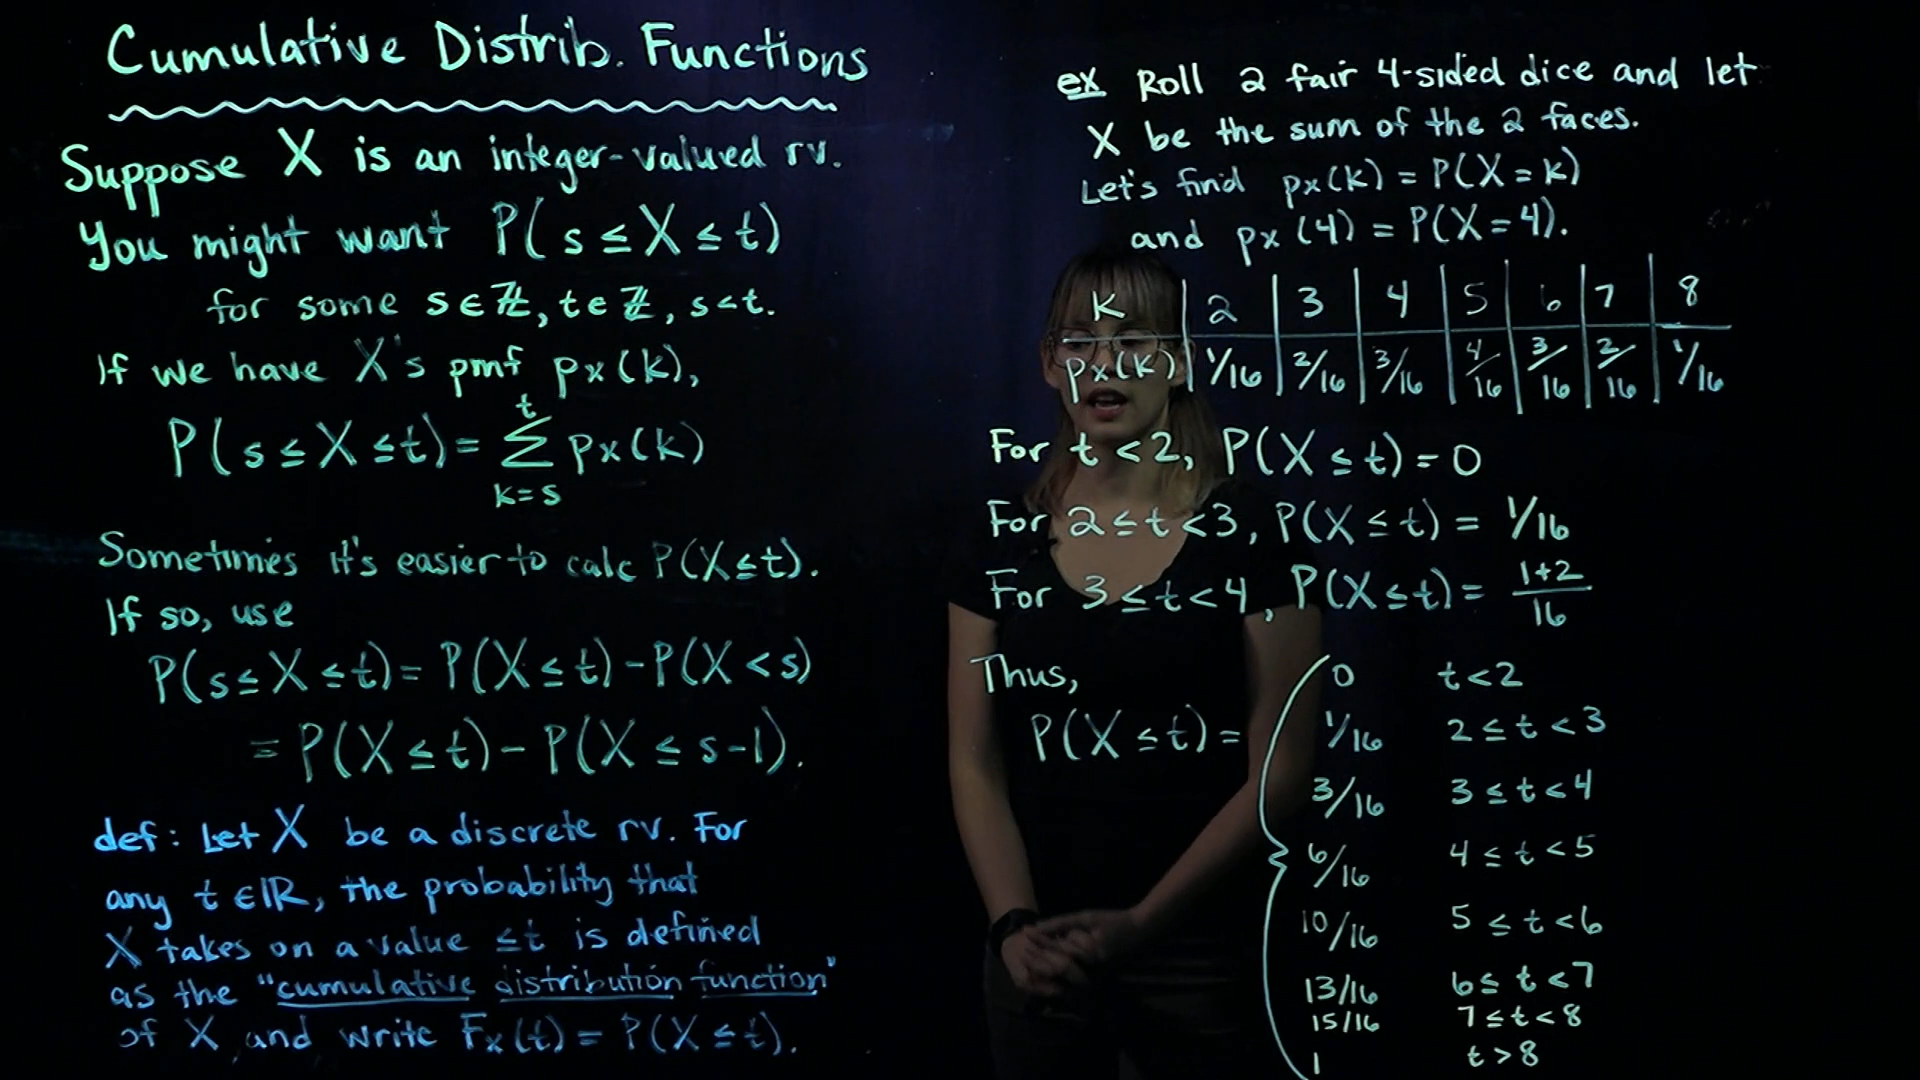 Cumulative Distrib. Functions
Suppose X is an integer-valued rv.
You might want P(s ≤ X ≤ t)
for some s ∈ ℤ, t ∈ ℤ, s < t.
If we have X's pmf px(k),
P(s ≤ X ≤ t) = Σ_{k=s}^{t} px(k)
Sometimes it's easier to calc P(X ≤ t).
If so, use
P(s ≤ X ≤ t) = P(X ≤ t) - P(X < s)
= P(X ≤ t) - P(X ≤ s-1).
def: Let X be a discrete rv. For
any t ∈ ℝ, the probability that
X takes on a value ≤ t is defined
as the "cumulative distribution function"
of X, and write Fx(t) = P(X ≤ t).
ex Roll 2 fair 4-sided dice and let
X be the sum of the 2 faces.
Let's find px(k) = P(X = k)
and px(4) = P(X = 4).
k 2 3 4 5 6 7 8
px(k) 1/16 2/16 3/16 4/16 3/16 2/16 1/16
For t < 2, P(X ≤ t) = 0
For 2 ≤ t < 3, P(X ≤ t) = 1/16
For 3 ≤ t < 4, P(X ≤ t) = (1+2)/16
Thus,
P(X ≤ t) =
0 t < 2
1/16 2 ≤ t < 3
3/16 3 ≤ t < 4
6/16 4 ≤ t < 5
10/16 5 ≤ t < 6
13/16 6 ≤ t < 7
15/16 7 ≤ t < 8
1 t > 8